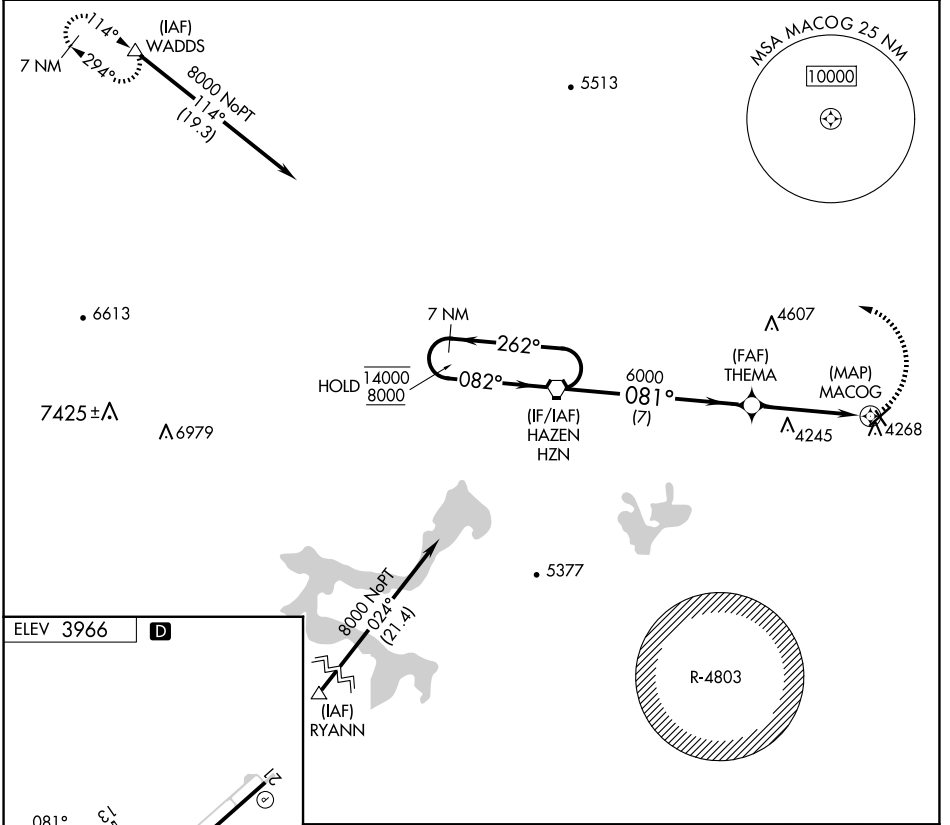 114°
(IAF)
WADDS
7 NM
294°
8000 NoPT
114°
(19.3)
5513
MSA MACOG 25 NM
10000
6613
7 NM
262°
HOLD 14000
8000
082°
(IF/IAF)
HAZEN
HZN
6000
081°
(7)
(FAF)
THEMA
4607
(MAP)
MACOG
4245
4268
7425±
6979
5377
8000 NoPT
024°
(21.4)
(IAF)
RYANN
R-4803
ELEV 3966
D
21
P
081°
13